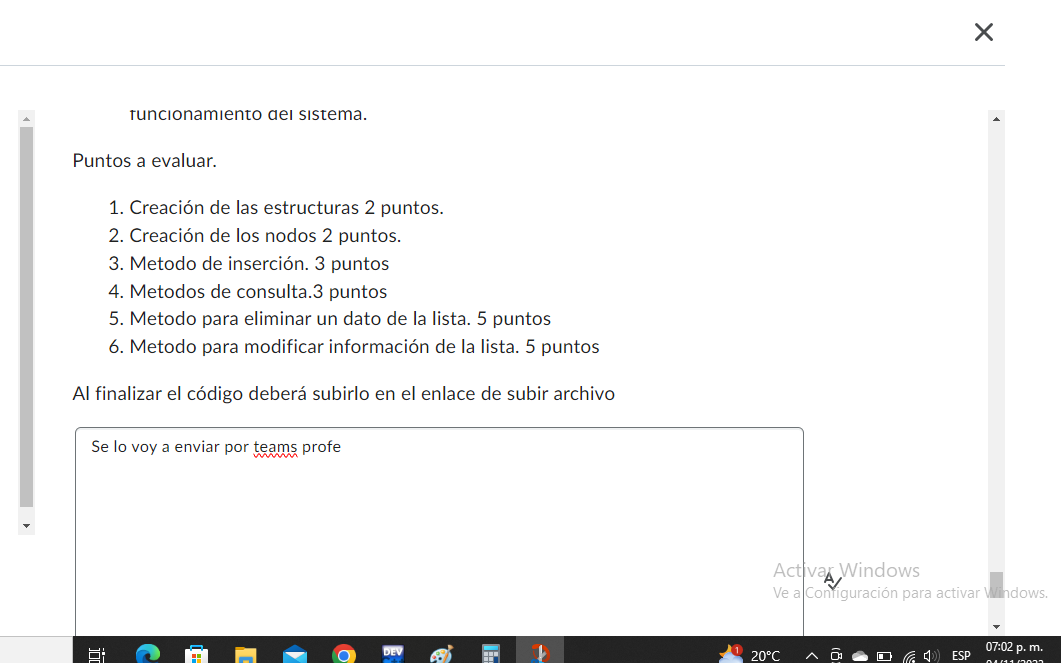 funcionamiento del sistema.
Puntos a evaluar.
1. Creación de las estructuras 2 puntos.
2. Creación de los nodos 2 puntos.
3. Metodo de inserción. 3 puntos
4. Metodos de consulta.3 puntos
5. Metodo para eliminar un dato de la lista. 5 puntos
6. Metodo para modificar información de la lista. 5 puntos
Al finalizar el código deberá subirlo en el enlace de subir archivo
Se lo voy a enviar por teams profe
Activar Windows
Ve a Configuración para activar Windows.
DEV
1
20°C
ESP
07:02 p. m.